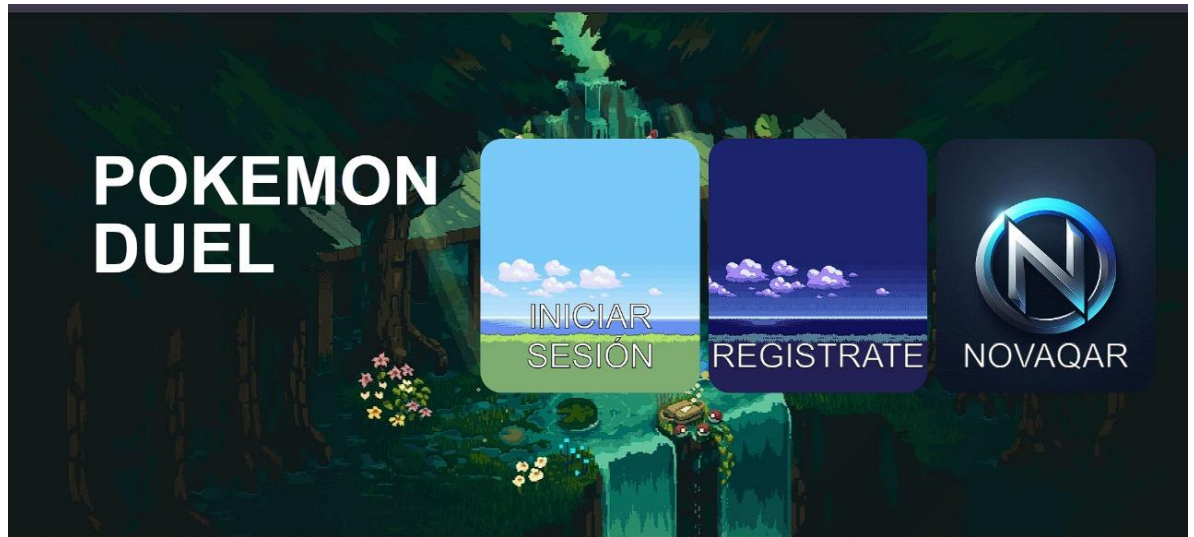 POKEMON
DUEL
INICIAR
SESIÓN
REGISTRATE
N
NOVAQAR